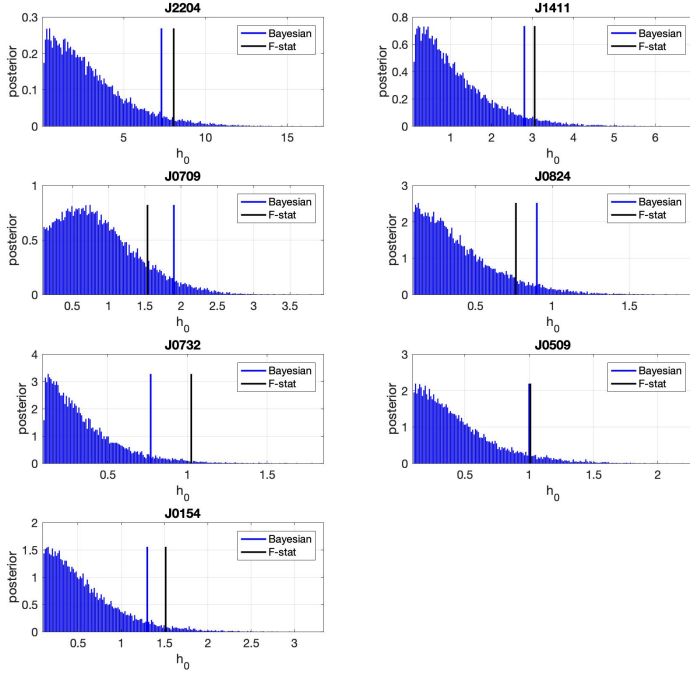 J2204
0.3
0.2
0.1
0
posterior
5
10
15
h0
Bayesian
F-stat
J1411
0.8
0.6
0.4
0.2
0
posterior
1
2
3
4
5
6
h0
Bayesian
F-stat
J0709
1
0.5
0
posterior
0.5
1
1.5
2
2.5
3
3.5
h0
Bayesian
F-stat
J0824
3
2
1
0
posterior
0.5
1
1.5
h0
Bayesian
F-stat
J0732
4
3
2
1
0
posterior
0.5
1
1.5
h0
Bayesian
F-stat
J0509
3
2
1
0
posterior
0.5
1
1.5
2
h0
Bayesian
F-stat
J0154
2
1.5
1
0.5
0
posterior
0.5
1
1.5
2
2.5
3
h0
Bayesian
F-stat